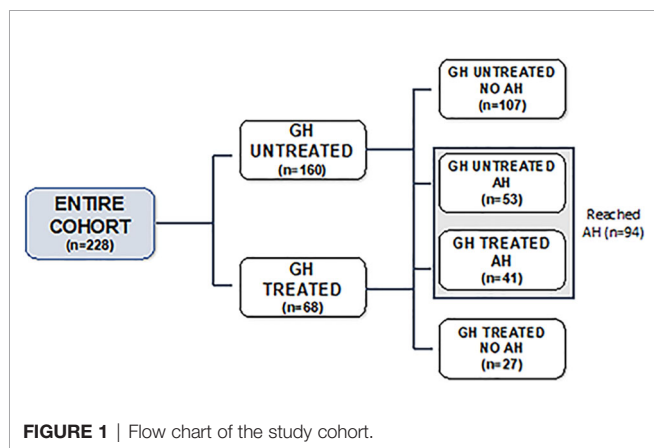 ENTIRE
COHORT
(n=228)
GH
UNTREATED
(n=160)
GH
TREATED
(n=68)
GH UNTREATED
NO AH
(n=107)
GH UNTREATED
AH
(n=53)
GH TREATED
AH
(n=41)
GH TREATED
NO AH
(n=27)
Reached
AH (n=94)
FIGURE 1 | Flow chart of the study cohort.